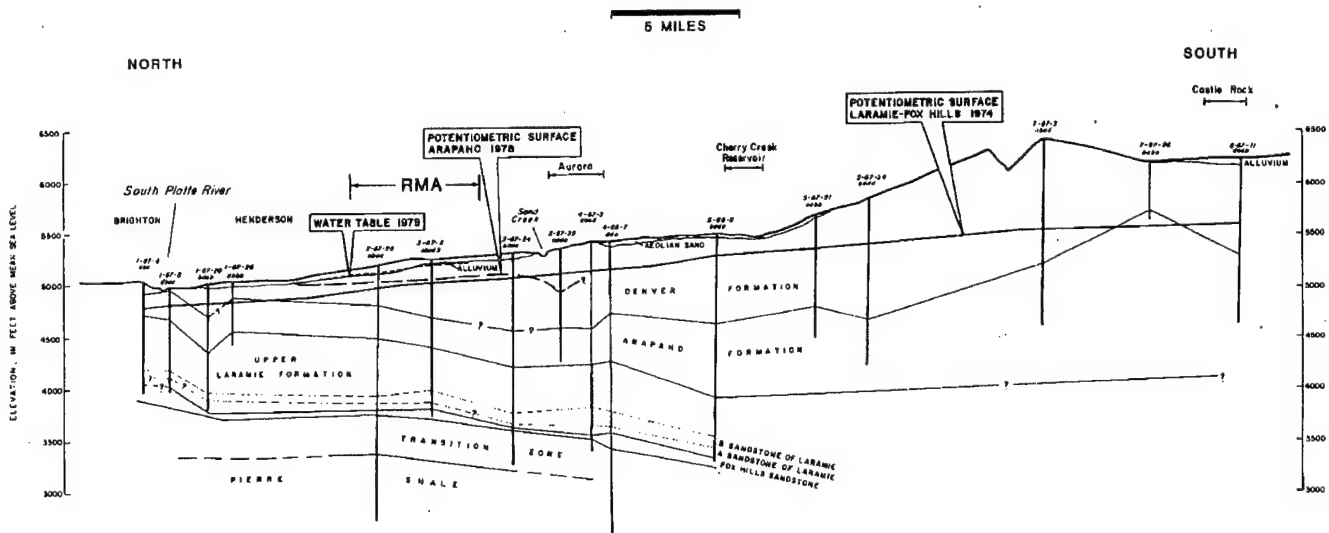 5 MILES
NORTH
SOUTH
Castle Rock
POTENTIOMETRIC SURFACE
LARAMIE-FOX HILLS 1974
POTENTIOMETRIC SURFACE
ARAPAHO 1978
Cherry Creek
Reservoir
Aurora
RMA
South Platte River
Sand
Creek
BRIGHTON
HENDERSON
WATER TABLE 1979
ALLUVIUM
ALLUVIUM
AEOLIAN SAND
6500
6000
5500
5000
4500
4000
3500
3000
6500
6000
5500
5000
4500
4000
3500
3000
ELEVATION, IN FEET ABOVE MEAN SEA LEVEL
DENVER FORMATION
ARAPAHO FORMATION
UPPER
LARAMIE FORMATION
TRANSITION ZONE
PIERRE SHALE
B SANDSTONE OF LARAMIE
A SANDSTONE OF LARAMIE
FOX HILLS SANDSTONE